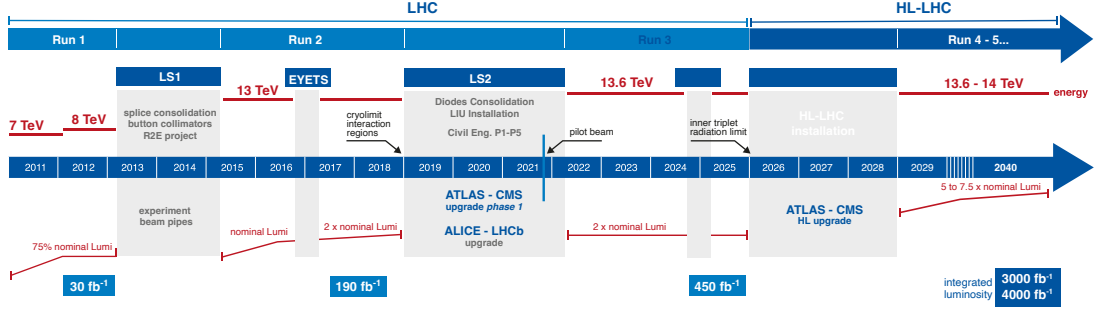 LHC
HL-LHC
Run 1
Run 2
Run 3
Run 4 - 5...
LS1
EYETS
LS2
13 TeV
13.6 TeV
13.6 - 14 TeV
energy
7 TeV
8 TeV
splice consolidation
button collimators
R2E project
cryolimit
interaction
regions
Diodes Consolidation
LIU Installation
Civil Eng. P1-P5
pilot beam
inner triplet
radiation limit
HL-LHC
installation
2011
2012
2013
2014
2015
2016
2017
2018
2019
2020
2021
2022
2023
2024
2025
2026
2027
2028
2029
2040
experiment
beam pipes
ATLAS - CMS
upgrade phase 1
ALICE - LHCb
upgrade
ATLAS - CMS
HL upgrade
5 to 7.5 x nominal Lumi
75% nominal Lumi
nominal Lumi
2 x nominal Lumi
2 x nominal Lumi
30 fb⁻¹
190 fb⁻¹
450 fb⁻¹
integrated
luminosity
3000 fb⁻¹
4000 fb⁻¹